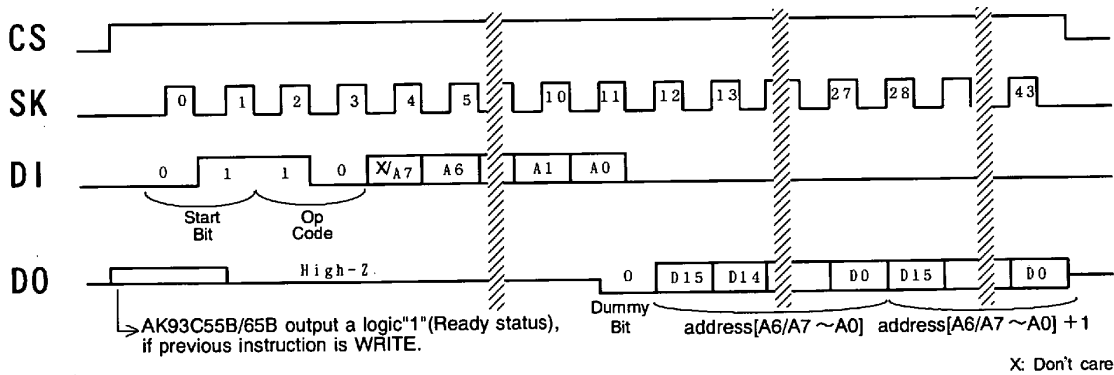 CS
SK 0 1 2 3 4 5 10 11 12 13 27 28 43
DI 0 1 1 0 X/A7 A6 A1 A0
Start Bit
Op Code
DO High-Z 0 D15 D14 D0 D15 D0
Dummy Bit
address[A6/A7 ~A0] address[A6/A7 ~A0] +1
AK93C55B/65B output a logic"1"(Ready status),
if previous instruction is WRITE.
X: Don't care